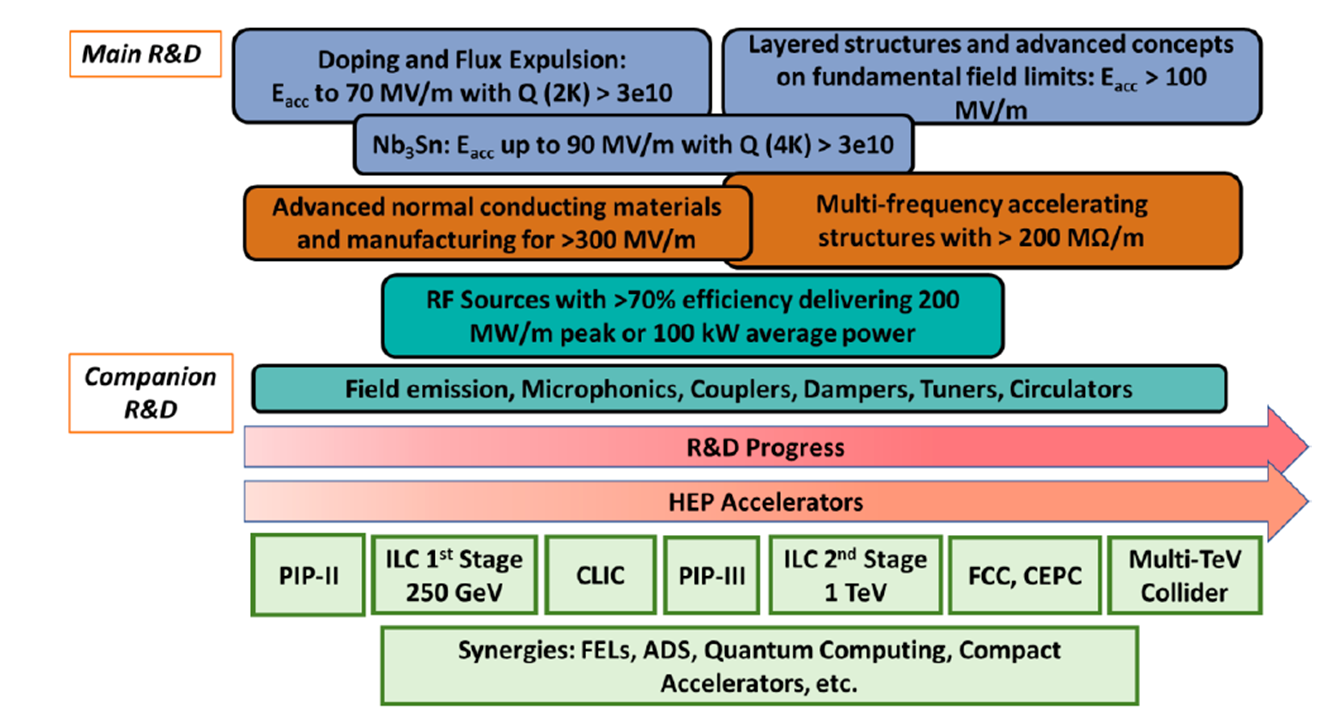 Main R&D
Doping and Flux Expulsion:
Eacc to 70 MV/m with Q (2K) > 3e10
Layered structures and advanced concepts
on fundamental field limits: Eacc > 100
MV/m
Nb3Sn: Eacc up to 90 MV/m with Q (4K) > 3e10
Advanced normal conducting materials
and manufacturing for >300 MV/m
Multi-frequency accelerating
structures with > 200 MΩ/m
RF Sources with >70% efficiency delivering 200
MW/m peak or 100 kW average power
Companion
R&D
Field emission, Microphonics, Couplers, Dampers, Tuners, Circulators
R&D Progress
HEP Accelerators
PIP-II
ILC 1st Stage
250 GeV
CLIC
PIP-III
ILC 2nd Stage
1 TeV
FCC, CEPC
Multi-TeV
Collider
Synergies: FELs, ADS, Quantum Computing, Compact
Accelerators, etc.